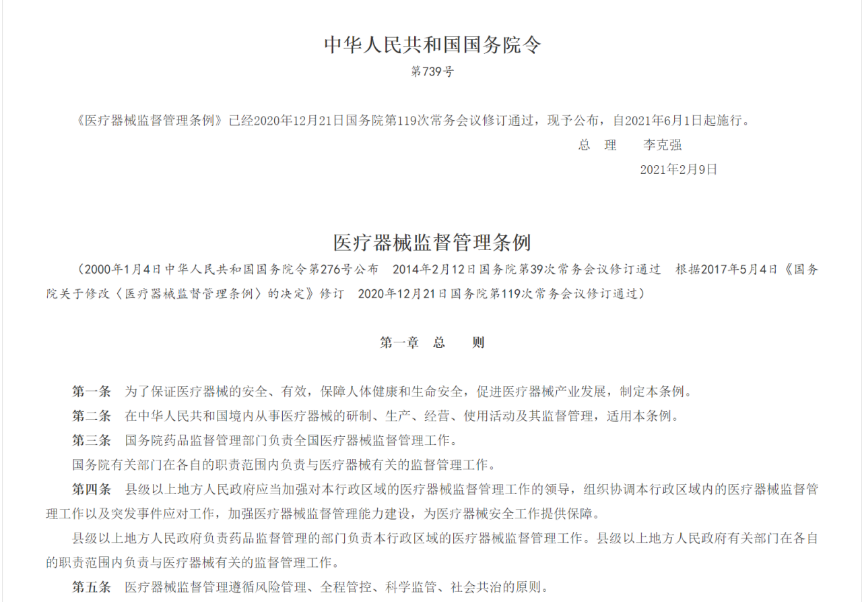 中华人民共和国国务院令
第739号
《医疗器械监督管理条例》已经2020年12月21日国务院第119次常务会议修订通过，现予公布，自2021年6月1日起施行。
总　理　　李克强
2021年2月9日
医疗器械监督管理条例
（2000年1月4日中华人民共和国国务院令第276号公布　2014年2月12日国务院第39次常务会议修订通过　根据2017年5月4日《国务
院关于修改〈医疗器械监督管理条例〉的决定》修订　2020年12月21日国务院第119次常务会议修订通过）
第一章　总　　则
第一条　为了保证医疗器械的安全、有效，保障人体健康和生命安全，促进医疗器械产业发展，制定本条例。
第二条　在中华人民共和国境内从事医疗器械的研制、生产、经营、使用活动及其监督管理，适用本条例。
第三条　国务院药品监督管理部门负责全国医疗器械监督管理工作。
国务院有关部门在各自的职责范围内负责与医疗器械有关的监督管理工作。
第四条　县级以上地方人民政府应当加强对本行政区域的医疗器械监督管理工作的领导，组织协调本行政区域内的医疗器械监督管
理工作以及突发事件应对工作，加强医疗器械监督管理能力建设，为医疗器械安全工作提供保障。
县级以上地方人民政府负责药品监督管理的部门负责本行政区域的医疗器械监督管理工作。县级以上地方人民政府有关部门在各自
的职责范围内负责与医疗器械有关的监督管理工作。
第五条　医疗器械监督管理遵循风险管理、全程管控、科学监管、社会共治的原则。